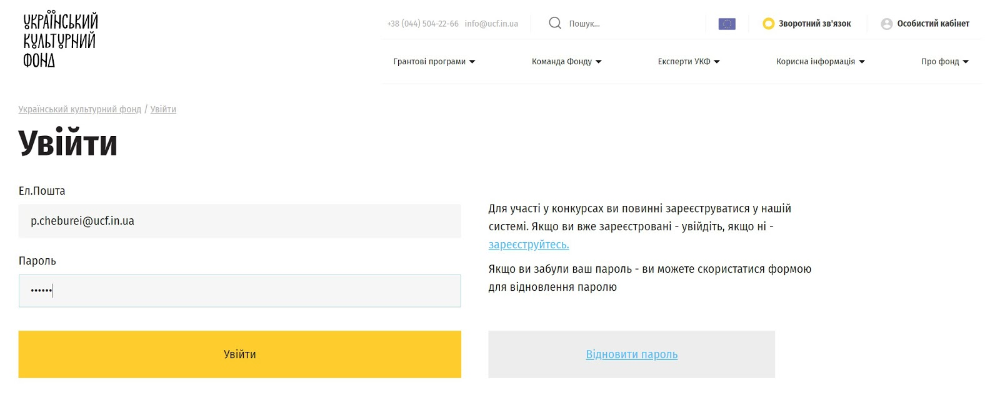 УКРАЇНСЬКИЙ
КУЛЬТУРНИЙ
ФОНД
+38 (044) 504-22-66 info@ucf.in.ua
Пошук...
Зворотний зв'язок
Особистий кабінет
Грантові програми
Команда Фонду
Експерти УКФ
Корисна інформація
Про фонд
Український культурний фонд / Увійти
Увійти
Ел.Пошта
p.cheburei@ucf.in.ua
Пароль
••••••
Увійти
Для участі у конкурсах ви повинні зареєструватися у нашій
системі. Якщо ви вже зареєстровані - увійдіть, якщо ні -
зареєструйтесь.
Якщо ви забули ваш пароль - ви можете скористатися формою
для відновлення паролю
Відновити пароль